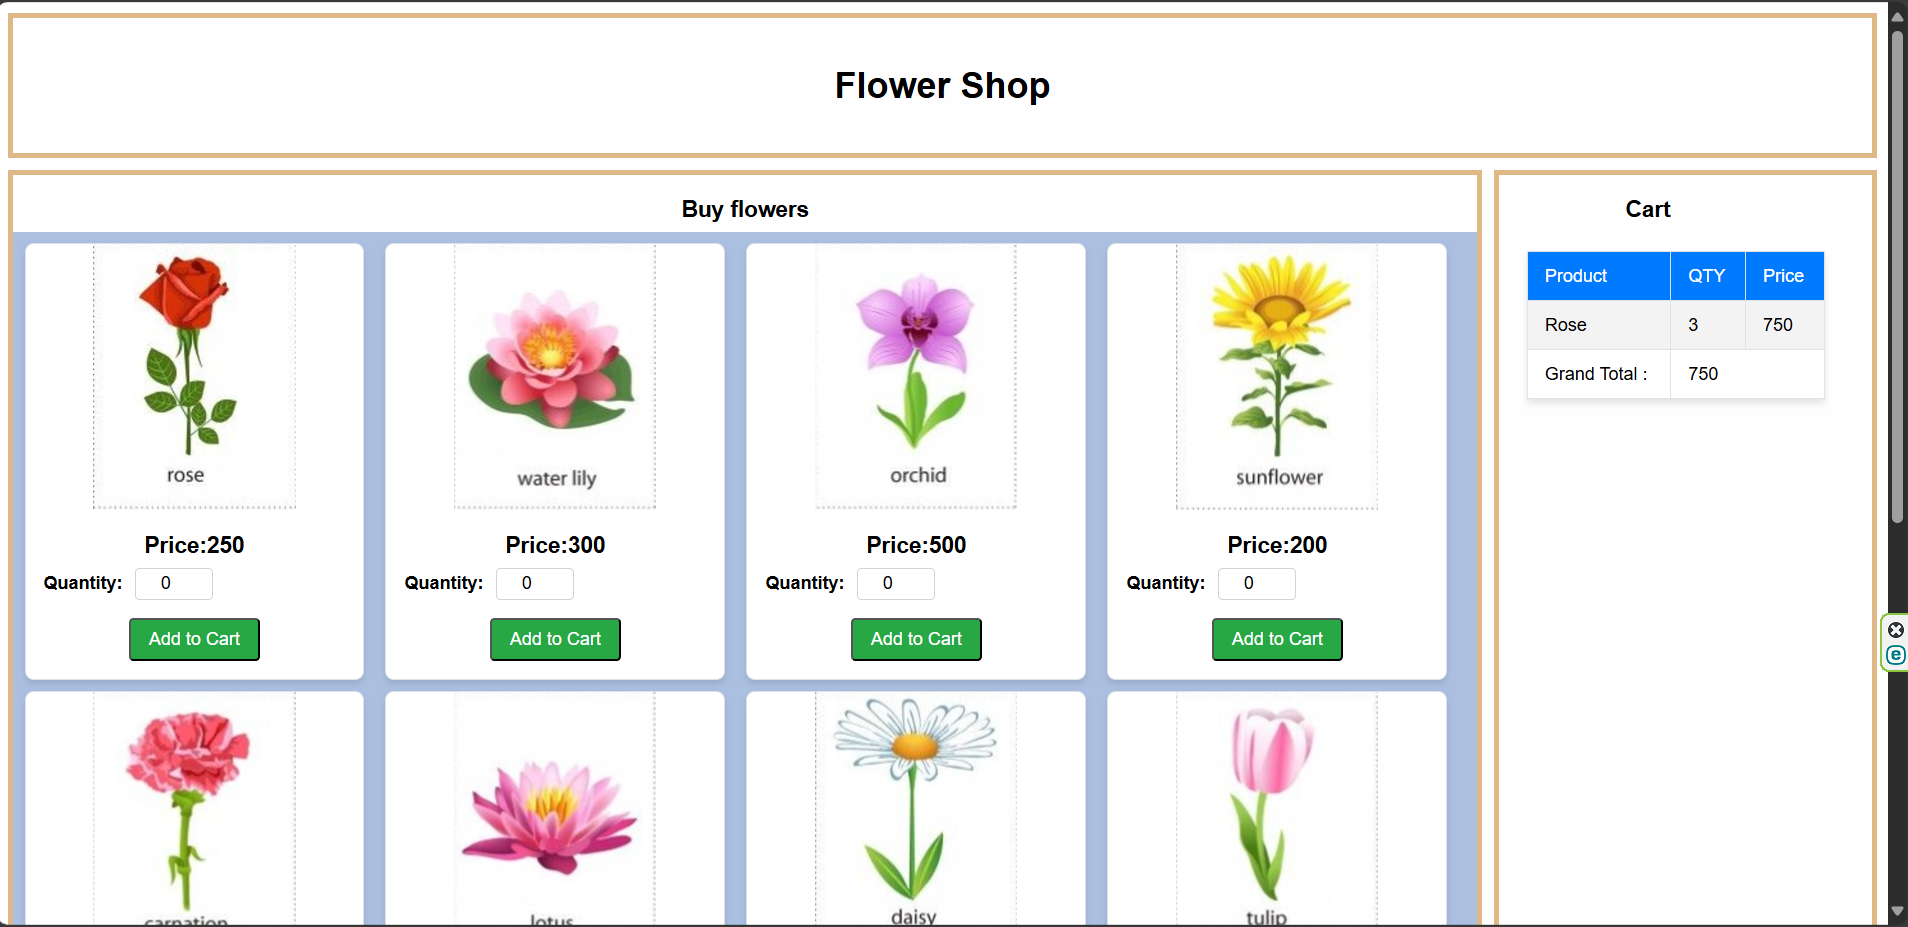 Flower Shop
Buy flowers
rose
Price:250
Quantity: 0
Add to Cart
water lily
Price:300
Quantity: 0
Add to Cart
orchid
Price:500
Quantity: 0
Add to Cart
sunflower
Price:200
Quantity: 0
Add to Cart
carnation
lotus
daisy
tulip
Cart
Product QTY Price
Rose 3 750
Grand Total : 750
e